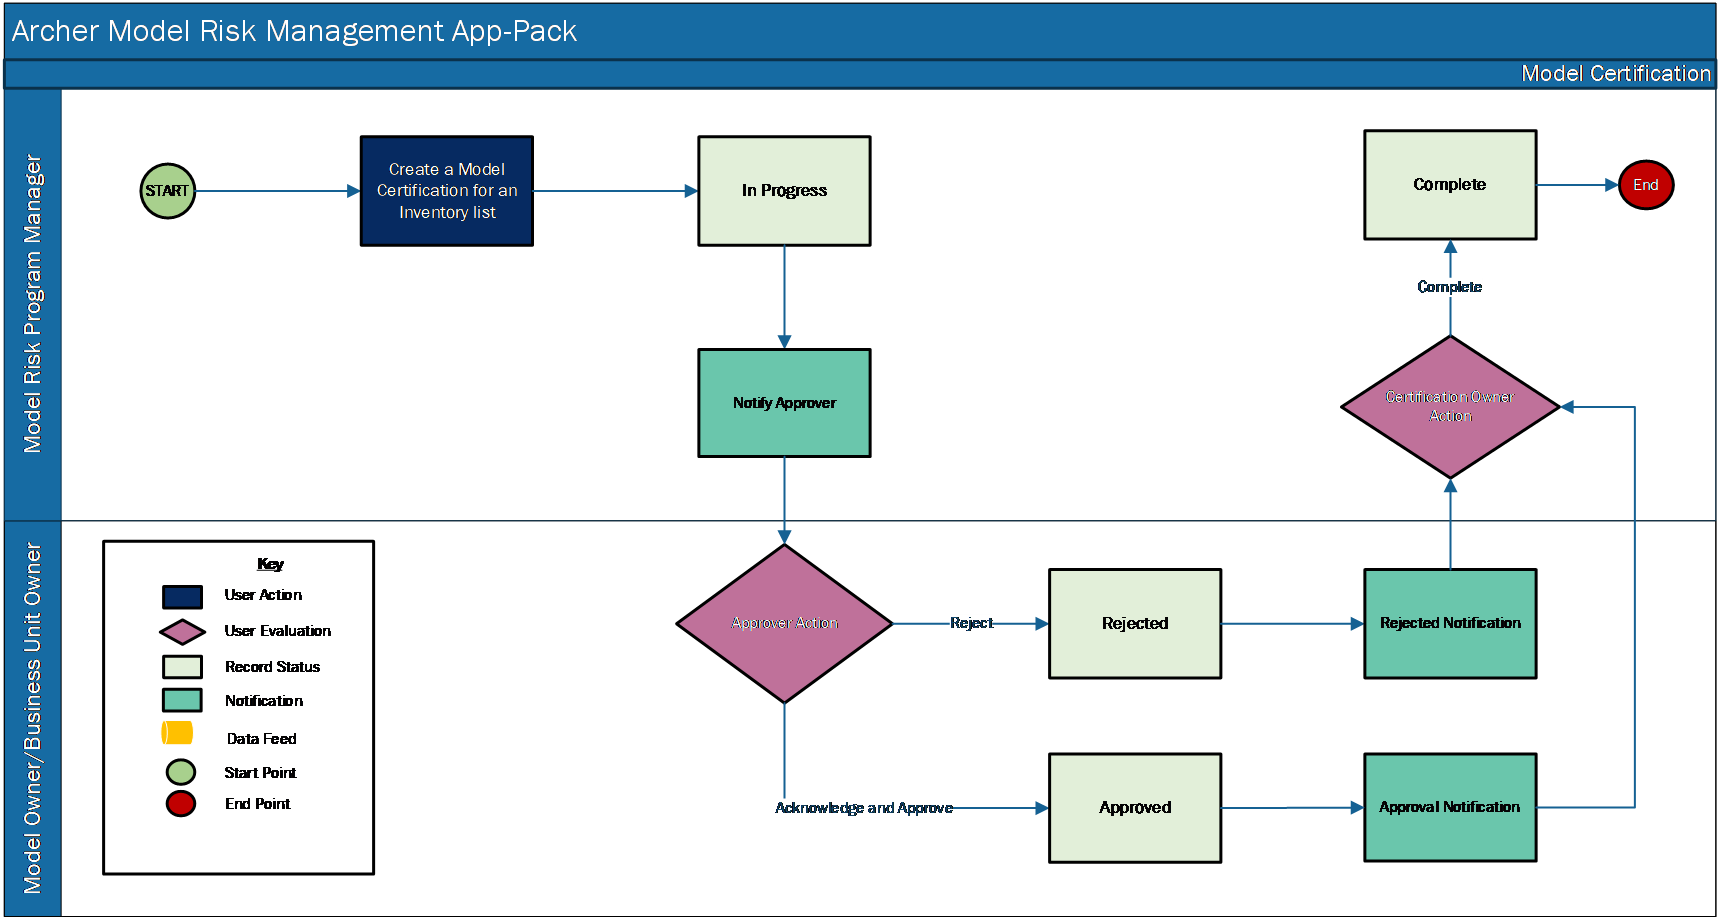 Archer Model Risk Management App-Pack
Model Certification
Model Risk Program Manager
START
Create a Model
Certification for an
Inventory list
In Progress
Complete
End
Complete
Notify Approver
Certification Owner
Action
Model Owner/Business Unit Owner
Key
User Action
User Evaluation
Record Status
Notification
Data Feed
Start Point
End Point
Approver Action
Reject
Rejected
Rejected Notification
Acknowledge and Approve
Approved
Approval Notification